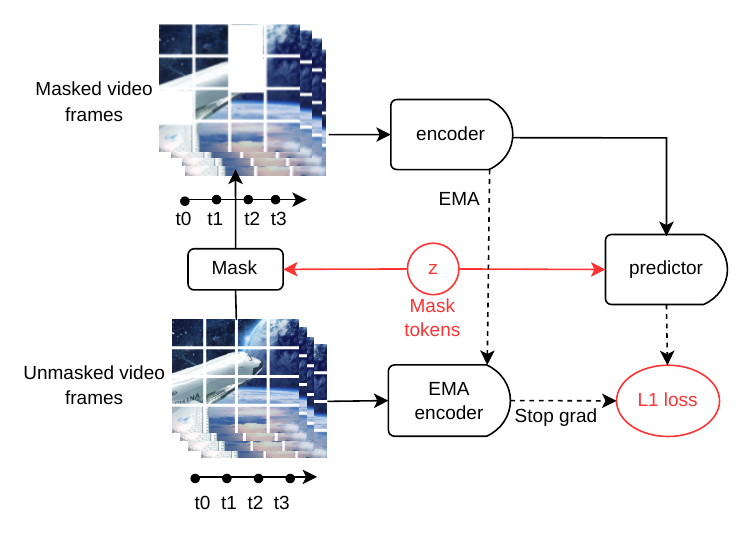 Masked video
frames
encoder
t0 t1 t2 t3
EMA
Mask
z
predictor
Mask
tokens
Unmasked video
frames
EMA
encoder
Stop grad
L1 loss
t0 t1 t2 t3